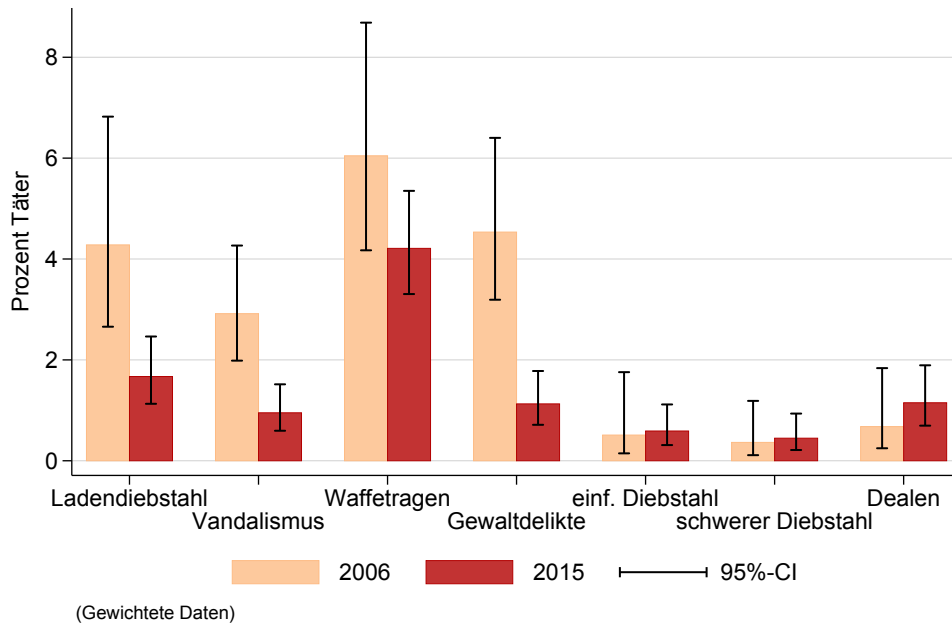 Prozent Täter
8
6
4
2
0
Ladendiebstahl
Vandalismus
Waffetragen
Gewaltdelikte
einf. Diebstahl
schwerer Diebstahl
Dealen
2006
2015
95%-CI
(Gewichtete Daten)